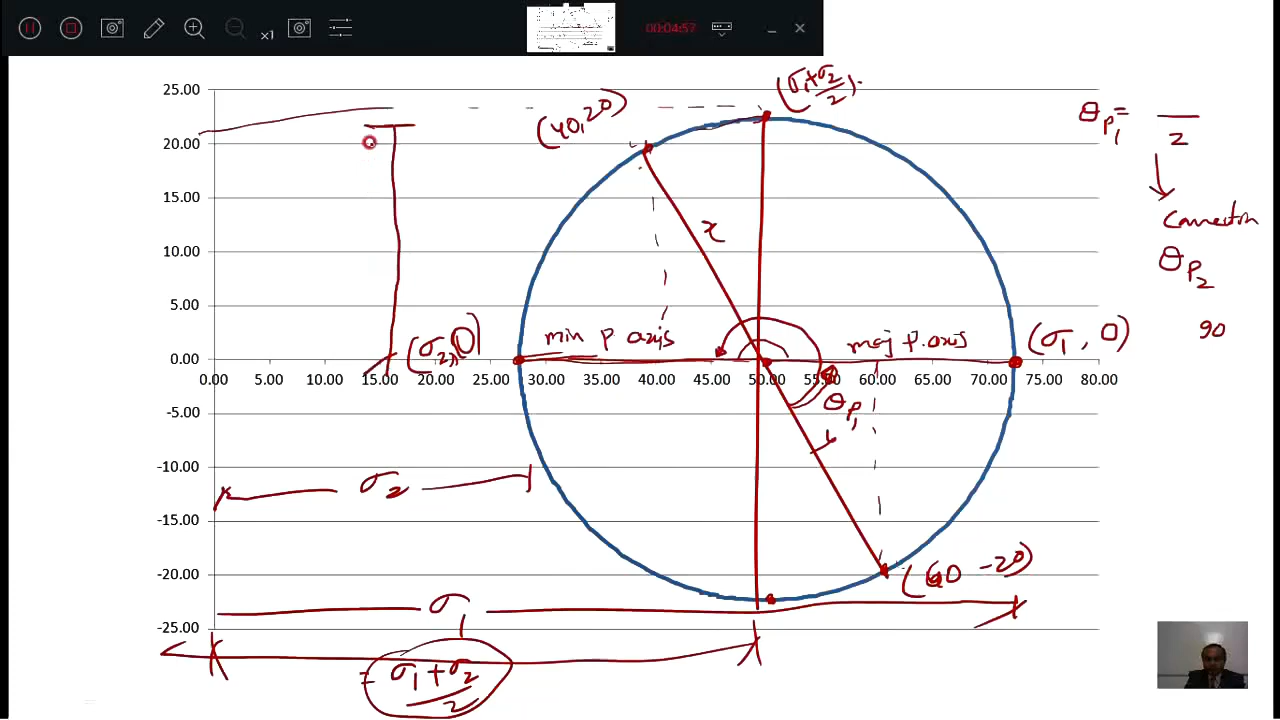 x1
00:04:57
25.00
20.00
15.00
10.00
5.00
0.00
-5.00
-10.00
-15.00
-20.00
-25.00
0.00 5.00 10.00 15.00 20.00 25.00 30.00 35.00 40.00 45.00 50.00 55.00 60.00 65.00 70.00 75.00 80.00
(σ1+σ2/2)
(40,20)
x
min p axis
maj p.axis
(σ2,0)
(σ1, 0)
θP1
(60 -20)
σ2
σ1
= σ1+σ2/2
θP1 = /2
θP2
90